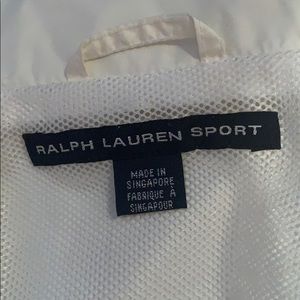 RALPH LAUREN SPORT
MADE IN
SINGAPORE
FABRIQUE À
SINGAPOUR